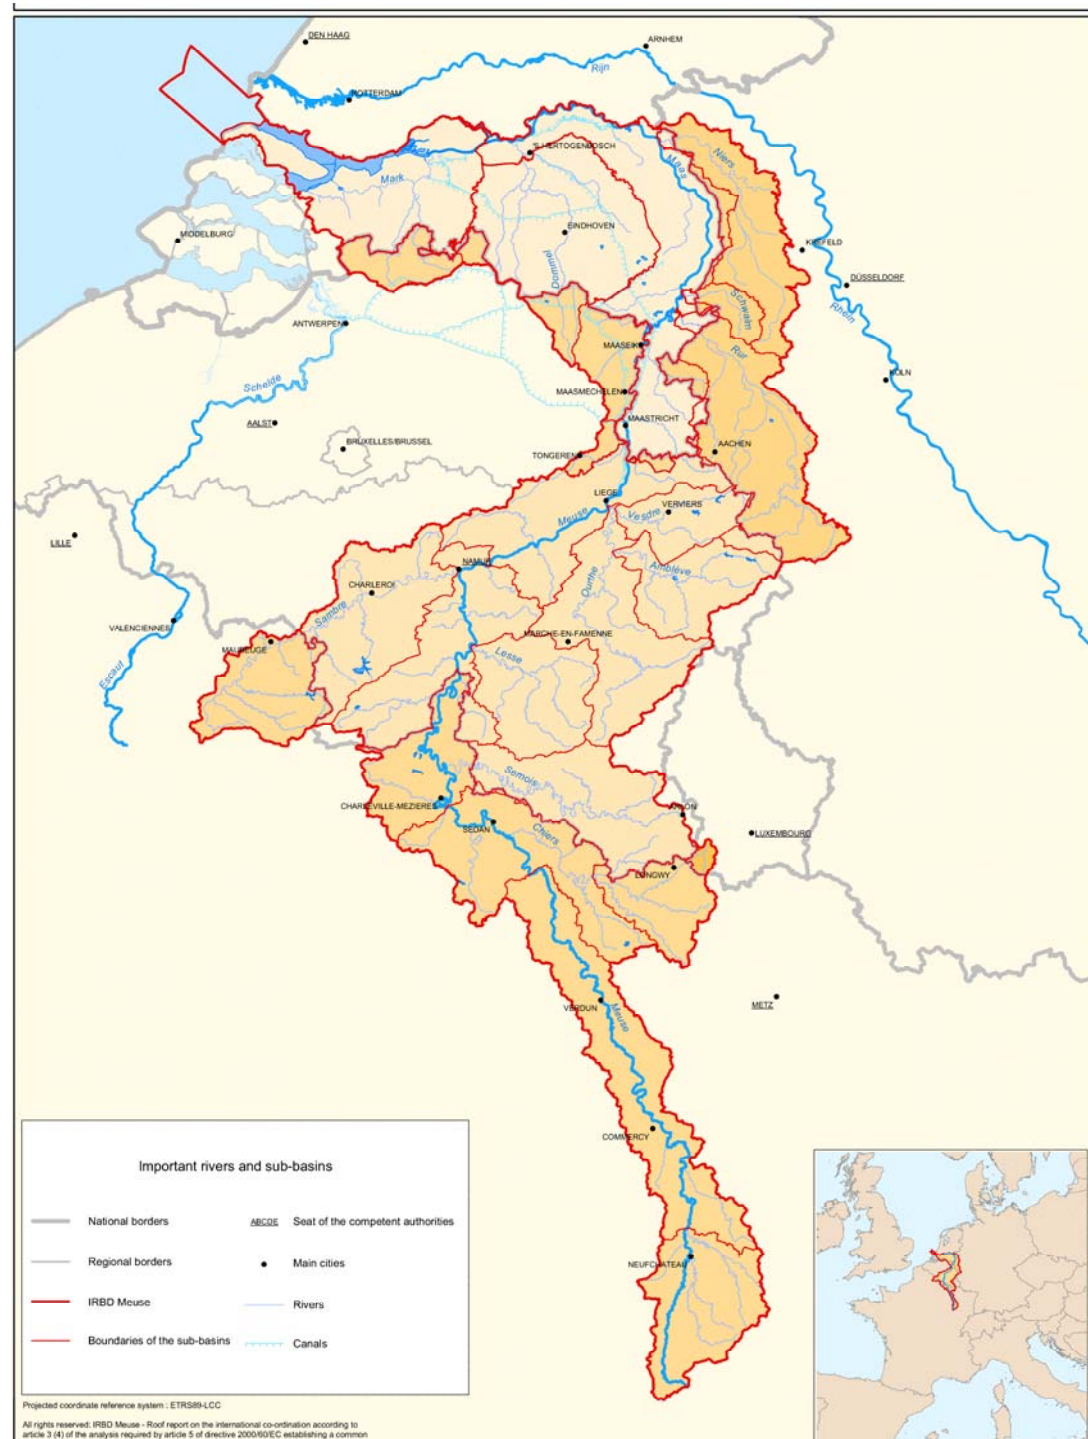 DEN HAAG
ARNHEM
Rijn
ROTTERDAM
'S HERTOGENBOSCH
Maas
Niers
Mark
EINDHOVEN
MIDDELBURG
KREFELD
DÜSSELDORF
Dommel
Schwalm
Rhein
ANTWERPEN
MAASEIK
Rur
Schelde
KÖLN
MAASMECHELEN
AALST
MAASTRICHT
BRUXELLES/BRUSSEL
AACHEN
TONGEREN
LIEGE
Meuse
VERVIERS
Vesdre
LILLE
NAMUR
Amblève
CHARLEROI
Ourthe
Sambre
VALENCIENNES
MARCHE-EN-FAMENNE
MAUBEUGE
Lesse
Escaut
Semois
CHARLEVILLE-MEZIERES
ARLON
SEDAN
Chiers
LUXEMBOURG
LONGWY
METZ
VERDUN
Meuse
COMMERCY
NEUFCHATEAU
Important rivers and sub-basins
National borders
ABCDE Seat of the competent authorities
Regional borders
Main cities
IRBD Meuse
Rivers
Boundaries of the sub-basins
Canals
Projected coordinate reference system : ETRS89-LCC
All rights reserved: IRBD Meuse - Roof report on the international co-ordination according to
article 3 (4) of the analysis required by article 5 of directive 2000/60/EC establishing a common